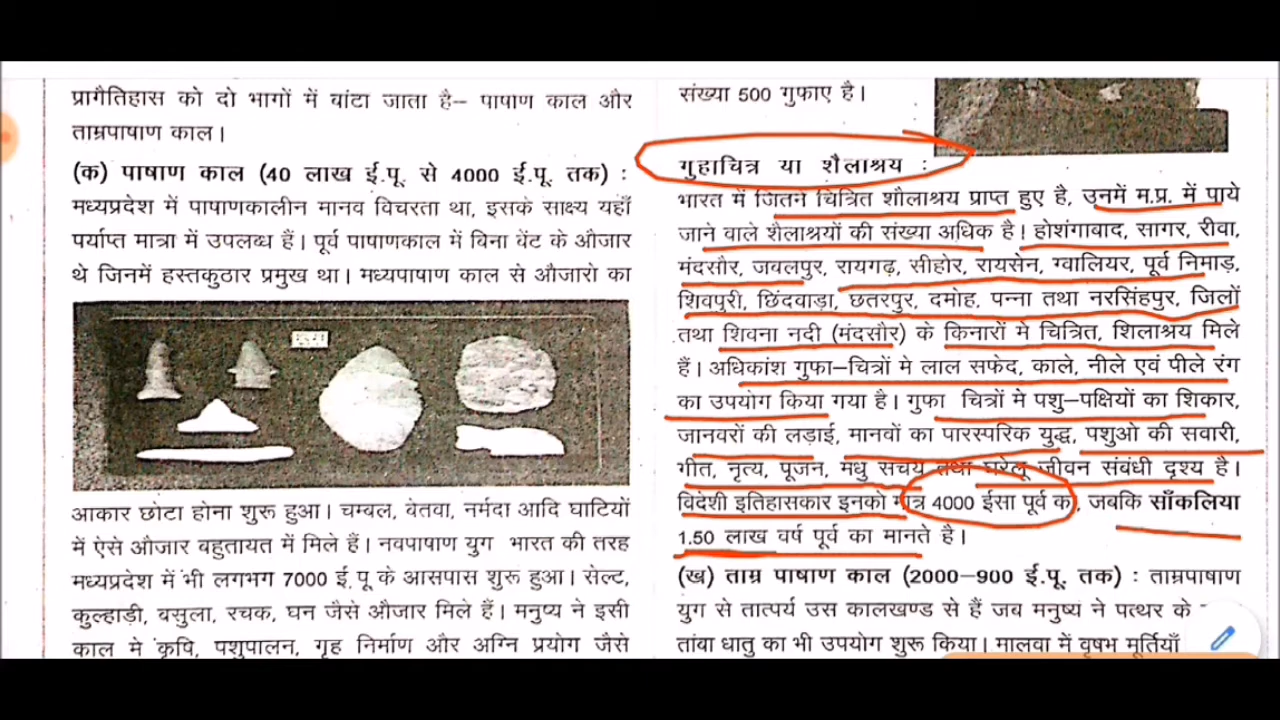 प्रागैतिहास को दो भागों में बांटा जाता है– पाषाण काल और
ताम्रपाषाण काल।
(क) पाषाण काल (40 लाख ई.पू. से 4000 ई.पू. तक) :
मध्यप्रदेश में पाषाणकालीन मानव विचरता था, इसके साक्ष्य यहाँ
पर्याप्त मात्रा में उपलब्ध हैं। पूर्व पाषाणकाल में बिना बेंट के औजार
थे जिनमें हस्तकुठार प्रमुख था। मध्यपाषाण काल से औजारो का
आकार छोटा होना शुरू हुआ। चम्बल, बेतवा, नर्मदा आदि घाटियों
में ऐसे औजार बहुतायत में मिले हैं। नवपाषाण युग भारत की तरह
मध्यप्रदेश में भी लगभग 7000 ई.पू के आसपास शुरू हुआ। सेल्ट,
कुल्हाड़ी, बसुला, रचक, घन जैसे औजार मिले हैं। मनुष्य ने इसी
काल मे कृषि, पशुपालन, गृह निर्माण और अग्नि प्रयोग जैसे
संख्या 500 गुफाए है।
गुहाचित्र या शैलाश्रय :
भारत में जितने चित्रित शौलाश्रय प्राप्त हुए है, उनमें म.प्र. में पाये
जाने वाले शैलाश्रयों की संख्या अधिक है। होशंगाबाद, सागर, रीवा,
मंदसौर, जबलपुर, रायगढ़, सीहोर, रायसेन, ग्वालियर, पूर्व निमाड़,
शिवपुरी, छिंदवाड़ा, छतरपुर, दमोह, पन्ना तथा नरसिंहपुर, जिलों
तथा शिवना नदी (मंदसौर) के किनारों मे चित्रित, शिलाश्रय मिले
हैं। अधिकांश गुफा–चित्रों मे लाल सफेद, काले, नीले एवं पीले रंग
का उपयोग किया गया है। गुफा चित्रों मे पशु–पक्षियों का शिकार,
जानवरों की लड़ाई, मानवों का पारस्परिक युद्ध, पशुओ की सवारी,
गीत, नृत्य, पूजन, मधु संचय तथा घरेलू जीवन संबंधी दृश्य है।
विदेशी इतिहासकार इनको मात्र 4000 ईसा पूर्व क , जबकि साँकलिया
1.50 लाख वर्ष पूर्व का मानते है।
(ख) ताम्र पाषाण काल (2000–900 ई.पू. तक) : ताम्रपाषाण
युग से तात्पर्य उस कालखण्ड से हैं जब मनुष्य ने पत्थर के
तांबा धातु का भी उपयोग शुरू किया। मालवा में वृषभ मूर्तियाँ